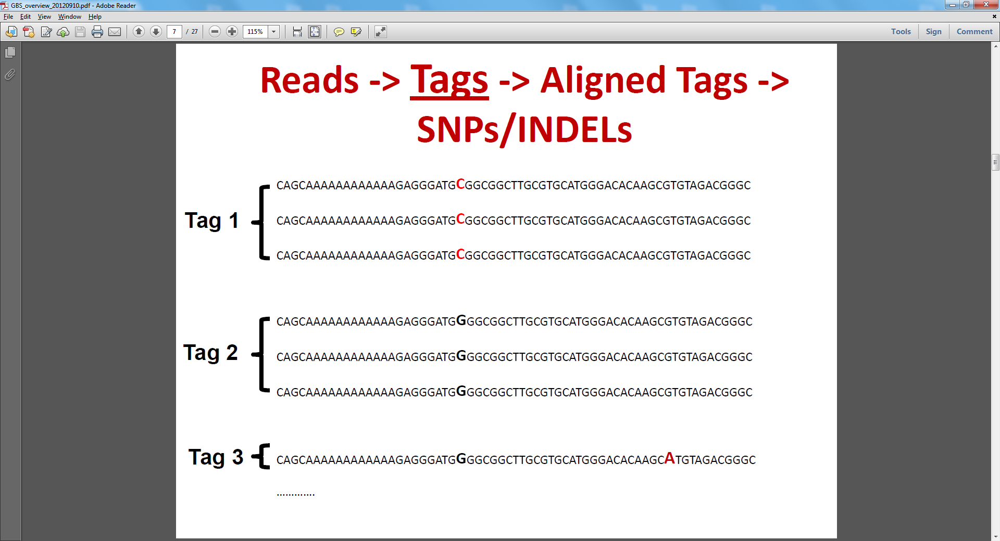 GBS_overview_20120910.pdf - Adobe Reader
File Edit View Window Help
7 / 27 115% Tools Sign Comment
Reads -> Tags -> Aligned Tags ->
SNPs/INDELs
CAGCAAAAAAAAAAAAGAGGGATGCGGCGGCTTGCGTGCATGGGACACAAGCGTGTAGACGGGC
Tag 1 CAGCAAAAAAAAAAAAGAGGGATGCGGCGGCTTGCGTGCATGGGACACAAGCGTGTAGACGGGC
CAGCAAAAAAAAAAAAGAGGGATGCGGCGGCTTGCGTGCATGGGACACAAGCGTGTAGACGGGC
CAGCAAAAAAAAAAAAGAGGGATGGGGCGGCTTGCGTGCATGGGACACAAGCGTGTAGACGGGC
Tag 2 CAGCAAAAAAAAAAAAGAGGGATGGGGCGGCTTGCGTGCATGGGACACAAGCGTGTAGACGGGC
CAGCAAAAAAAAAAAAGAGGGATGGGGCGGCTTGCGTGCATGGGACACAAGCGTGTAGACGGGC
Tag 3 CAGCAAAAAAAAAAAAGAGGGATGGGGCGGCTTGCGTGCATGGGACACAAGCATGTAGACGGGC
.............